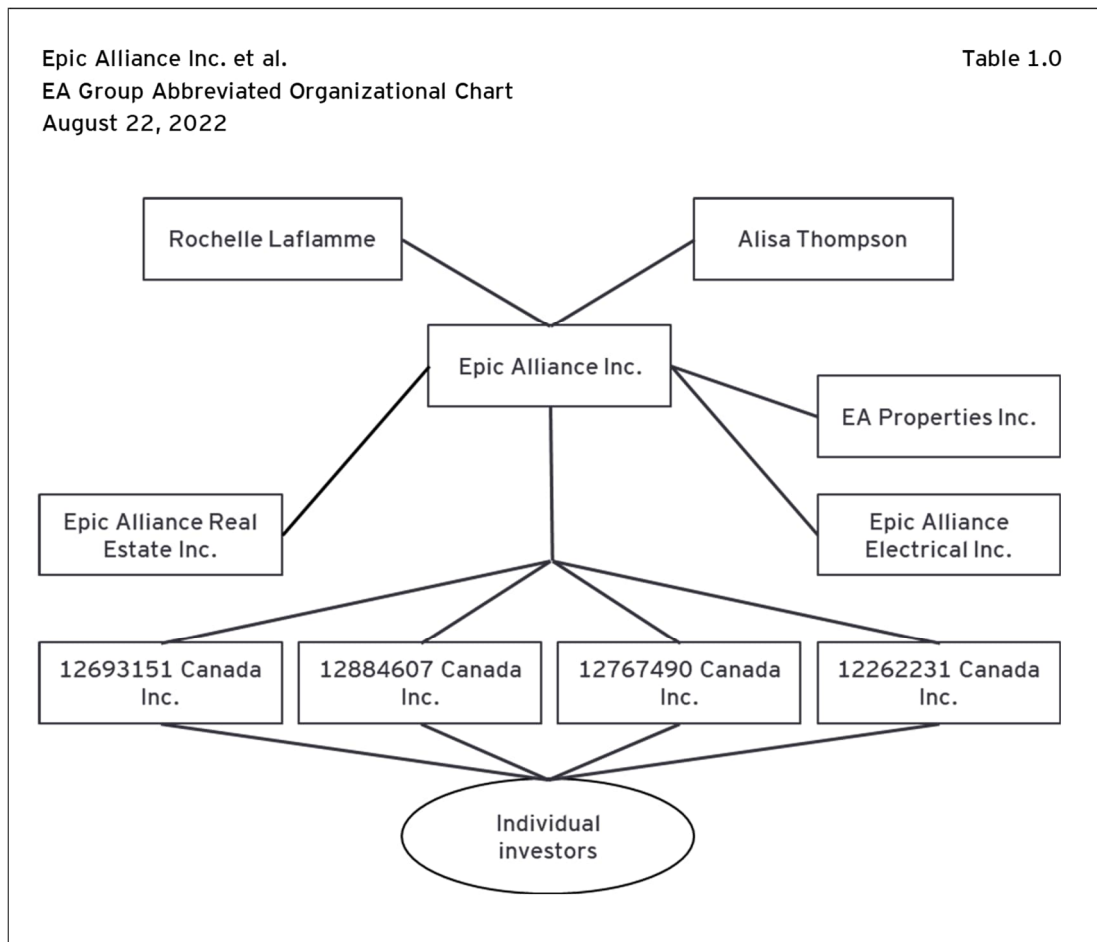 Epic Alliance Inc. et al.
Table 1.0
EA Group Abbreviated Organizational Chart
August 22, 2022
Rochelle Laflamme
Alisa Thompson
Epic Alliance Inc.
EA Properties Inc.
Epic Alliance Real
Estate Inc.
Epic Alliance
Electrical Inc.
12693151 Canada
Inc.
12884607 Canada
Inc.
12767490 Canada
Inc.
12262231 Canada
Inc.
Individual
investors